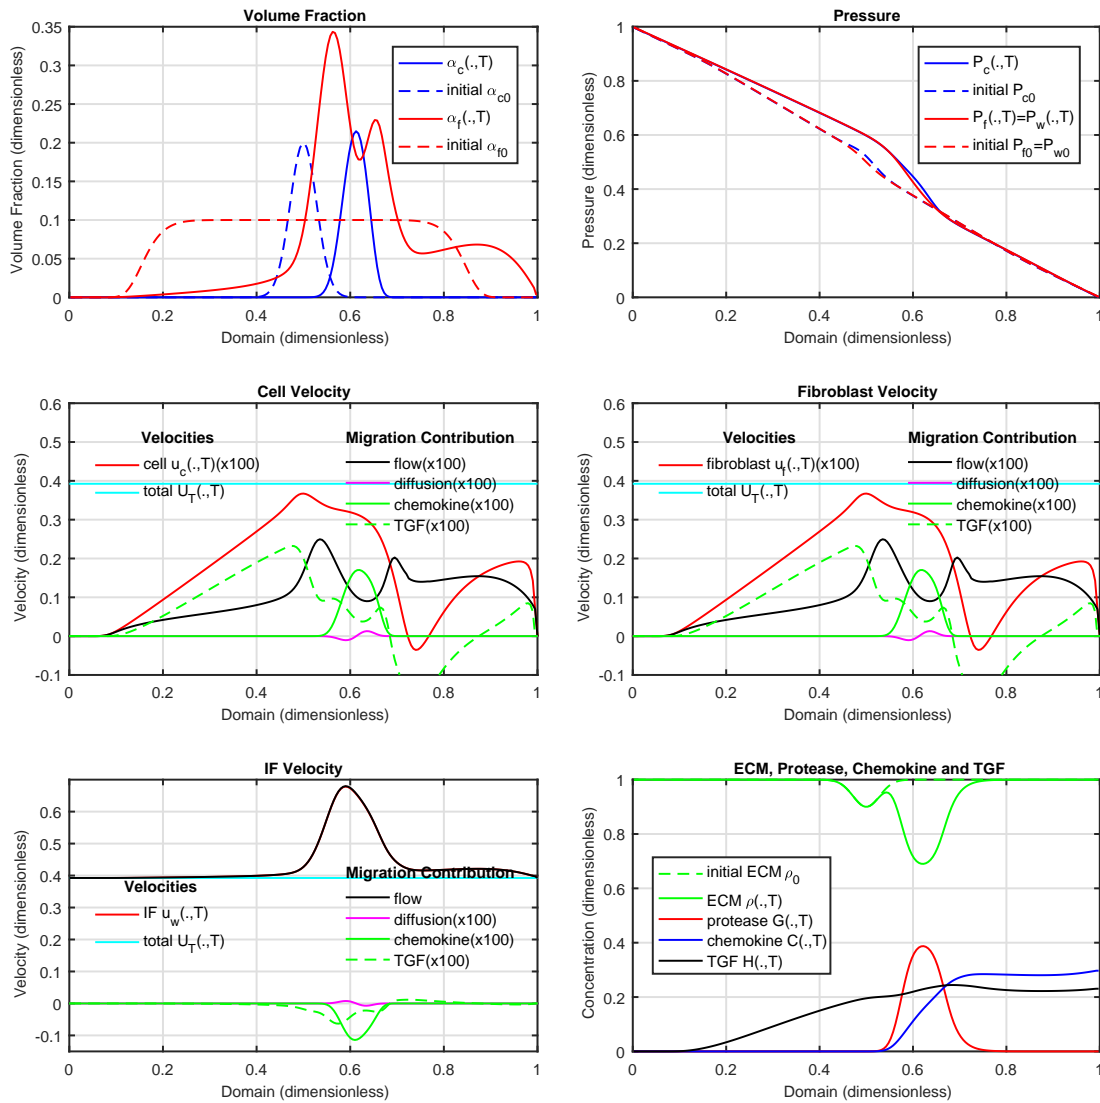 Volume Fraction
Volume Fraction (dimensionless)
0.35
0.3
0.25
0.2
0.15
0.1
0.05
0
α_c(.,T)
initial α_c0
α_f(.,T)
initial α_f0
0 0.2 0.4 0.6 0.8 1
Domain (dimensionless)
Pressure
Pressure (dimensionless)
1
0.8
0.6
0.4
0.2
0
P_c(.,T)
initial P_c0
P_f(.,T)=P_w(.,T)
initial P_f0=P_w0
0 0.2 0.4 0.6 0.8 1
Domain (dimensionless)
Cell Velocity
Velocity (dimensionless)
0.6
0.5
0.4
0.3
0.2
0.1
0
-0.1
Velocities
cell u_c(.,T)(x100)
total U_T(.,T)
Migration Contribution
flow(x100)
diffusion(x100)
chemokine(x100)
TGF(x100)
0 0.2 0.4 0.6 0.8 1
Domain (dimensionless)
Fibroblast Velocity
Velocity (dimensionless)
0.6
0.5
0.4
0.3
0.2
0.1
0
-0.1
Velocities
fibroblast u_f(.,T)(x100)
total U_T(.,T)
Migration Contribution
flow(x100)
diffusion(x100)
chemokine(x100)
TGF(x100)
0 0.2 0.4 0.6 0.8 1
Domain (dimensionless)
IF Velocity
Velocity (dimensionless)
0.7
0.6
0.5
0.4
0.3
0.2
0.1
0
-0.1
Velocities
IF u_w(.,T)
total U_T(.,T)
Migration Contribution
flow
diffusion(x100)
chemokine(x100)
TGF(x100)
0 0.2 0.4 0.6 0.8 1
Domain (dimensionless)
ECM, Protease, Chemokine and TGF
Concentration (dimensionless)
1
0.8
0.6
0.4
0.2
0
initial ECM ρ_0
ECM ρ(.,T)
protease G(.,T)
chemokine C(.,T)
TGF H(.,T)
0 0.2 0.4 0.6 0.8 1
Domain (dimensionless)